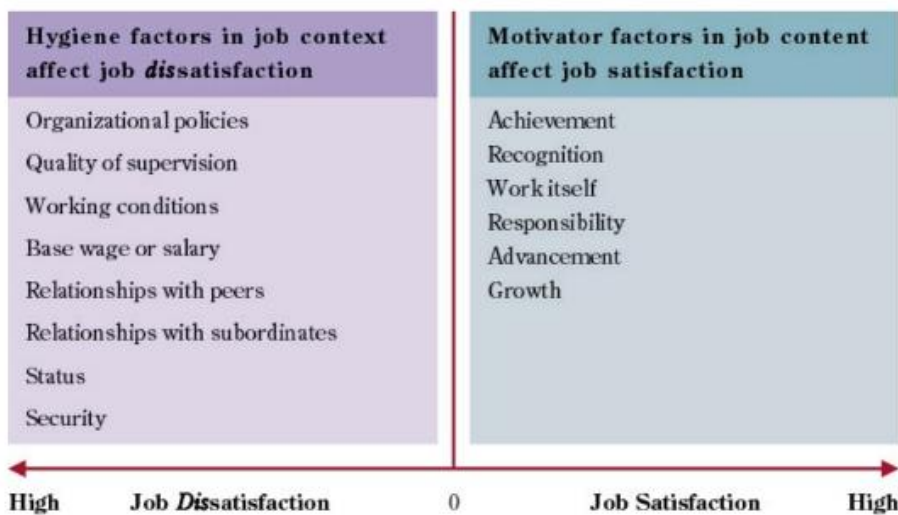 Hygiene factors in job context
affect job dissatisfaction
Organizational policies
Quality of supervision
Working conditions
Base wage or salary
Relationships with peers
Relationships with subordinates
Status
Security
Motivator factors in job content
affect job satisfaction
Achievement
Recognition
Work itself
Responsibility
Advancement
Growth
High Job Dissatisfaction 0 Job Satisfaction High